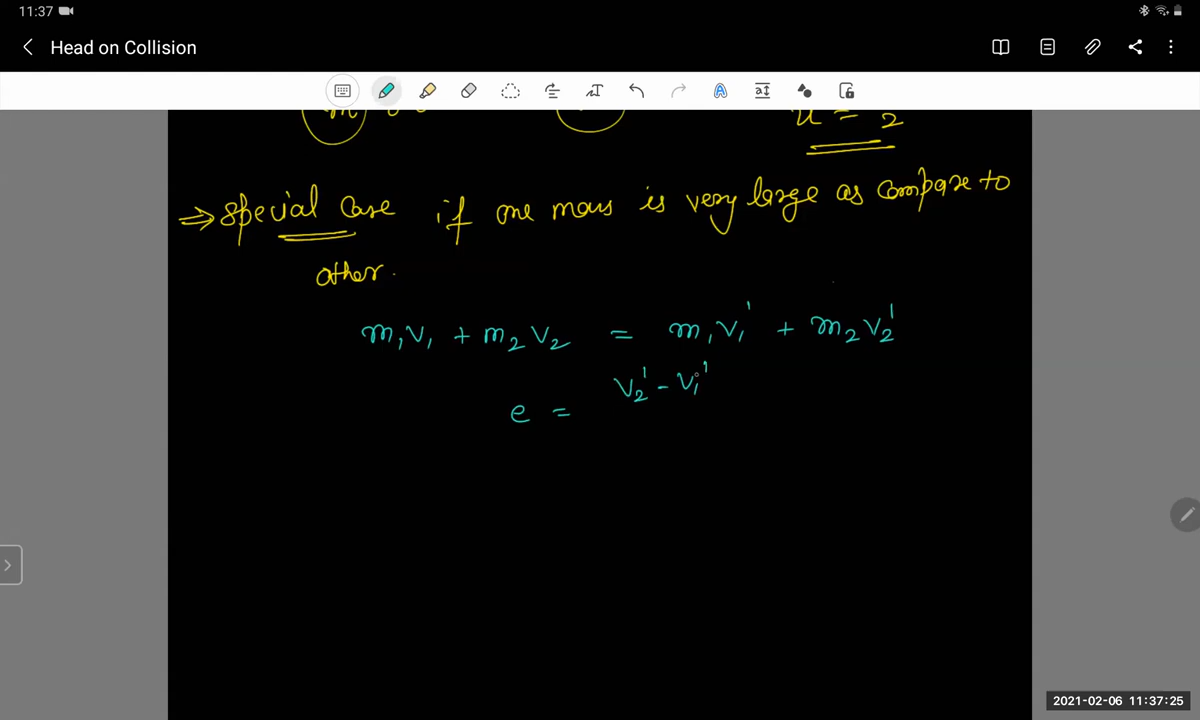 11:37
Head on Collision
m
u = 2
⇒ special case if one mass is very large as compare to
other.
m₁v₁ + m₂v₂ = m₁v₁' + m₂v₂'
v₂' - v₁'
e =
2021-02-06 11:37:25